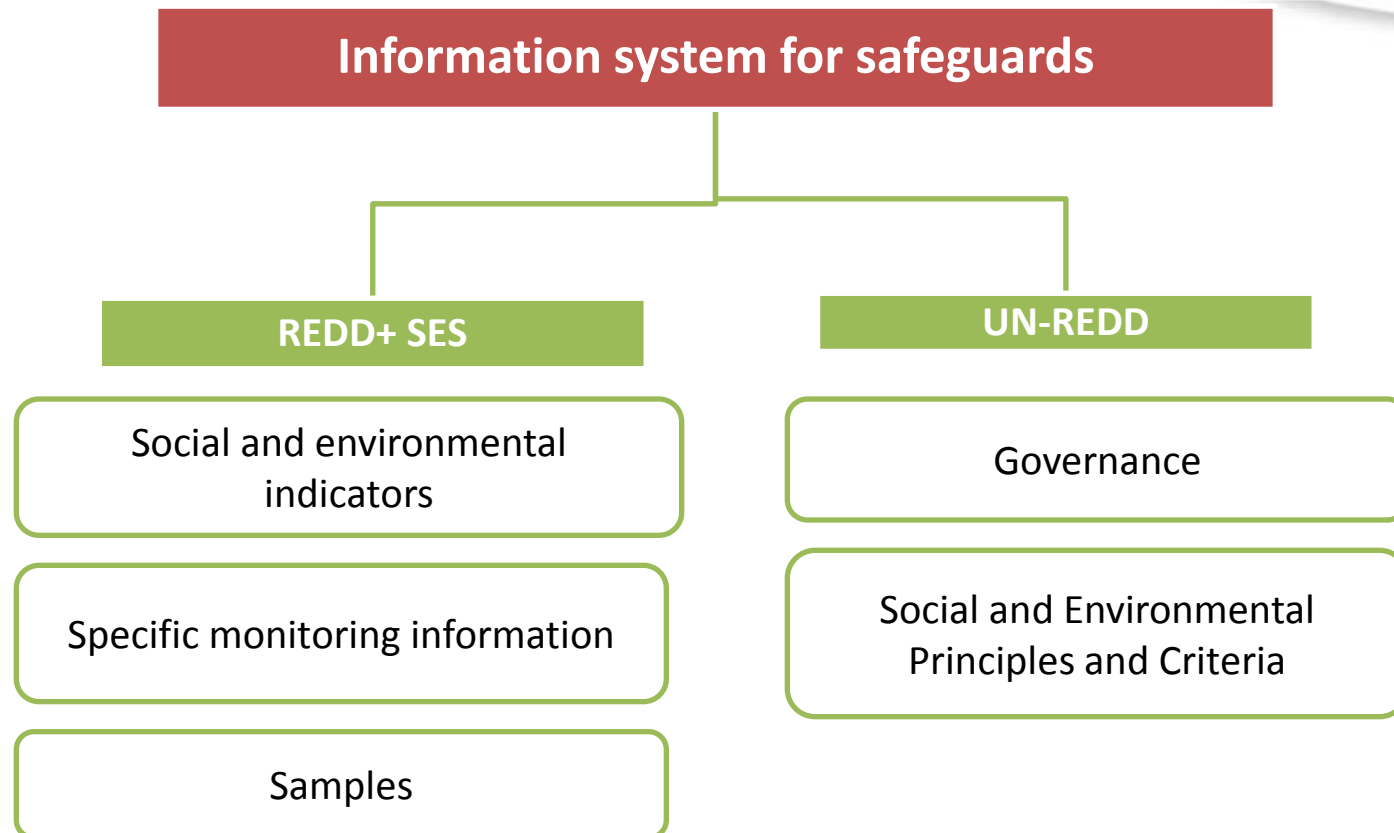 Information system for safeguards
REDD+ SES
Social and environmental
indicators
Specific monitoring information
Samples
UN-REDD
Governance
Social and Environmental
Principles and Criteria